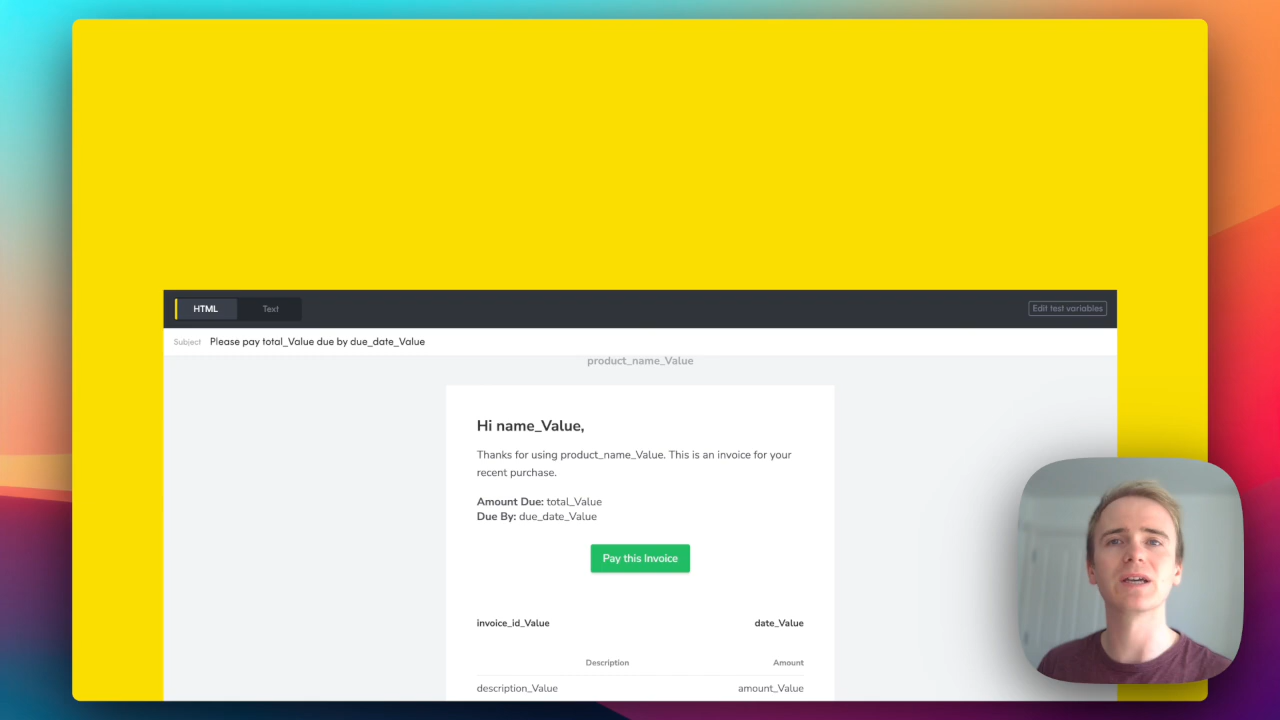 HTML Text Edit test variables
Subject Please pay total_Value due by due_date_Value
product_name_Value
Hi name_Value,
Thanks for using product_name_Value. This is an invoice for your
recent purchase.
Amount Due: total_Value
Due By: due_date_Value
Pay this Invoice
invoice_id_Value date_Value
Description Amount
description_Value amount_Value